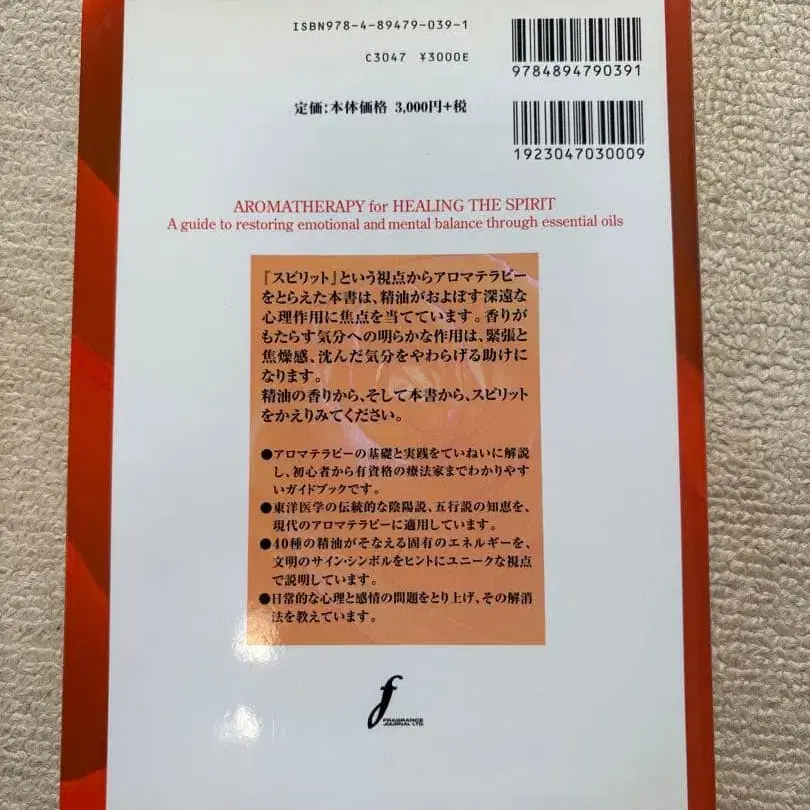 ISBN978-4-89479-039-1
C3047 ¥3000E
9784894790391
定価：本体価格 3,000円+税
1923047030009
AROMATHERAPY for HEALING THE SPIRIT
A guide to restoring emotional and mental balance through essential oils
『スピリット』という視点からアロマテラピー
をとらえた本書は、精油がおよぼす深遠な
心理作用に焦点を当てています。香りが
もたらす気分への明らかな作用は、緊張と
焦燥感、沈んだ気分をやわらげる助けに
なります。
精油の香りから、そして本書から、スピリット
をかえりみてください。
●アロマテラピーの基礎と実践をていねいに解説
し、初心者から有資格の療法家までわかりやす
いガイドブックです。
●東洋医学の伝統的な陰陽説、五行説の知恵を、
現代のアロマテラピーに適用しています。
●40種の精油がそなえる固有のエネルギーを、
文明のサイン・シンボルをヒントにユニークな視点
で説明しています。
●日常的な心理と感情の問題をとり上げ、その解消
法を教えています。
f
FRAGRANCE
JOURNAL LTD.